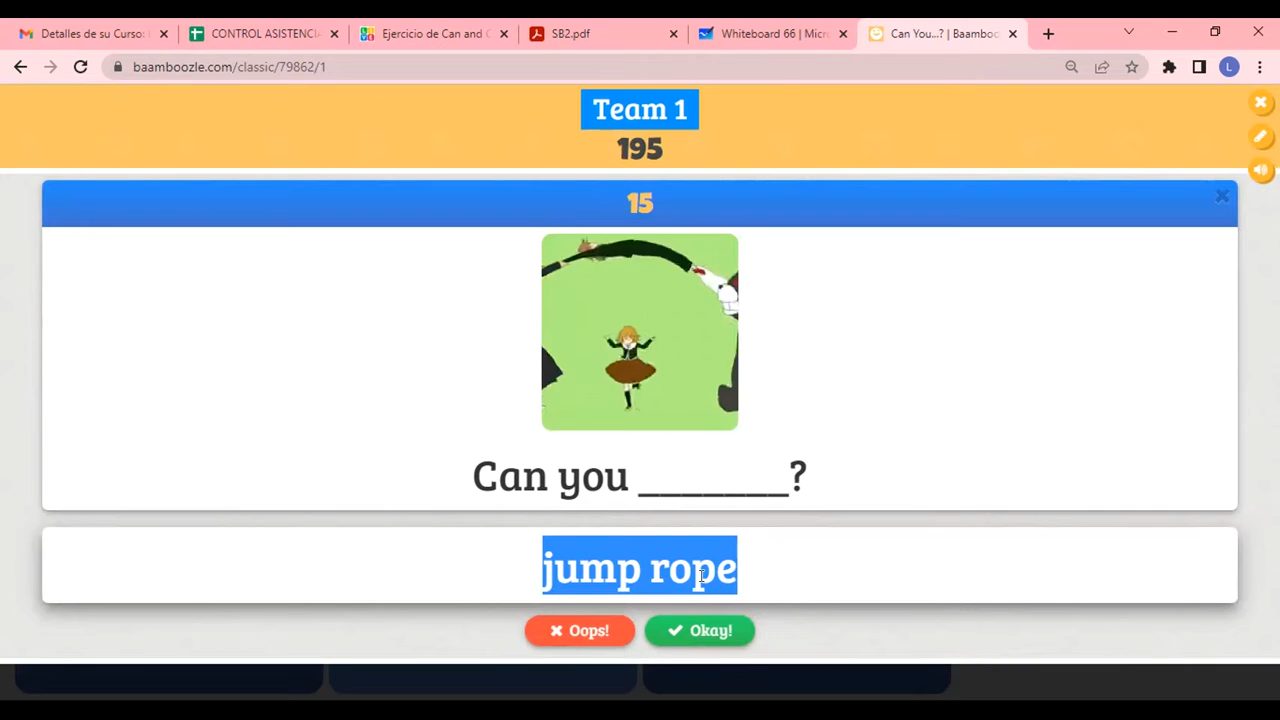 Detalles de su Curso:
CONTROL ASISTENCI
Ejercicio de Can and C
SB2.pdf
Whiteboard 66 | Micr
Can You...? | Baamboo
baamboozle.com/classic/79862/1
L
Team 1
195
15
Can you _______?
jump rope
Oops!
Okay!